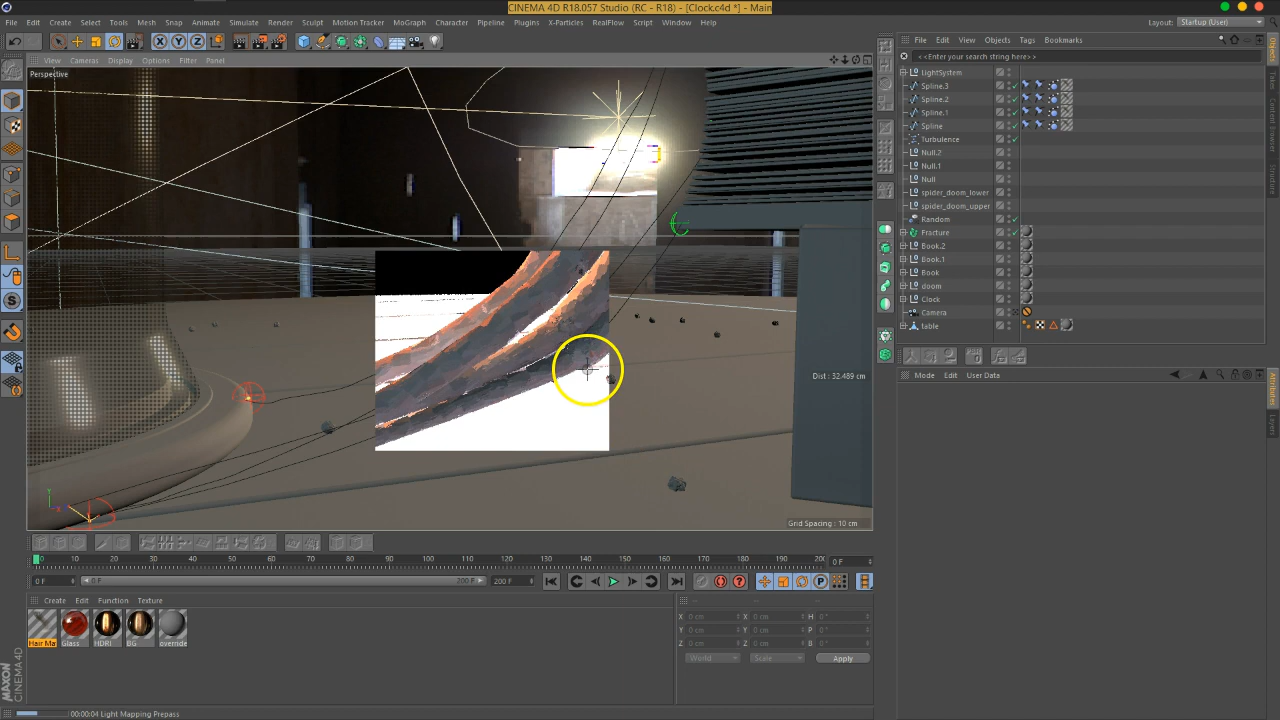 CINEMA 4D R18.057 Studio (RC - R18) - [Clock.c4d *] - Main
File Edit Create Select Tools Mesh Snap Animate Simulate Render Sculpt Motion Tracker MoGraph Character Pipeline Plugins X-Particles RealFlow Script Window Help
Layout: Startup (User)
X Y Z
View Cameras Display Options Filter Panel
Perspective
File Edit View Objects Tags Bookmarks
<<Enter your search string here>>
LightSystem
Spline.3
Spline.2
Spline.1
Spline
Turbulence
Null.2
Null.1
Null
spider_doom_lower
spider_doom_upper
Random
Fracture
Book.2
Book.1
Book
doom
Clock
Camera
table
Objects
Takes
Content Browser
Structure
Mode Edit User Data
Attributes
Layers
Dist : 32.489 cm
Y
X
Grid Spacing : 10 cm
0 10 20 30 40 50 60 70 80 90 100 110 120 130 140 150 160 170 180 190 200 0 F
0 F 0 F 200 F 200 F
Create Edit Function Texture
Hair Mat Glass HDRI BG override
X 0 cm X 0 cm H 0 °
Y 0 cm Y 0 cm P 0 °
Z 0 cm Z 0 cm B 0 °
World Scale Apply
MAXON CINEMA 4D
00:00:04 Light Mapping Prepass